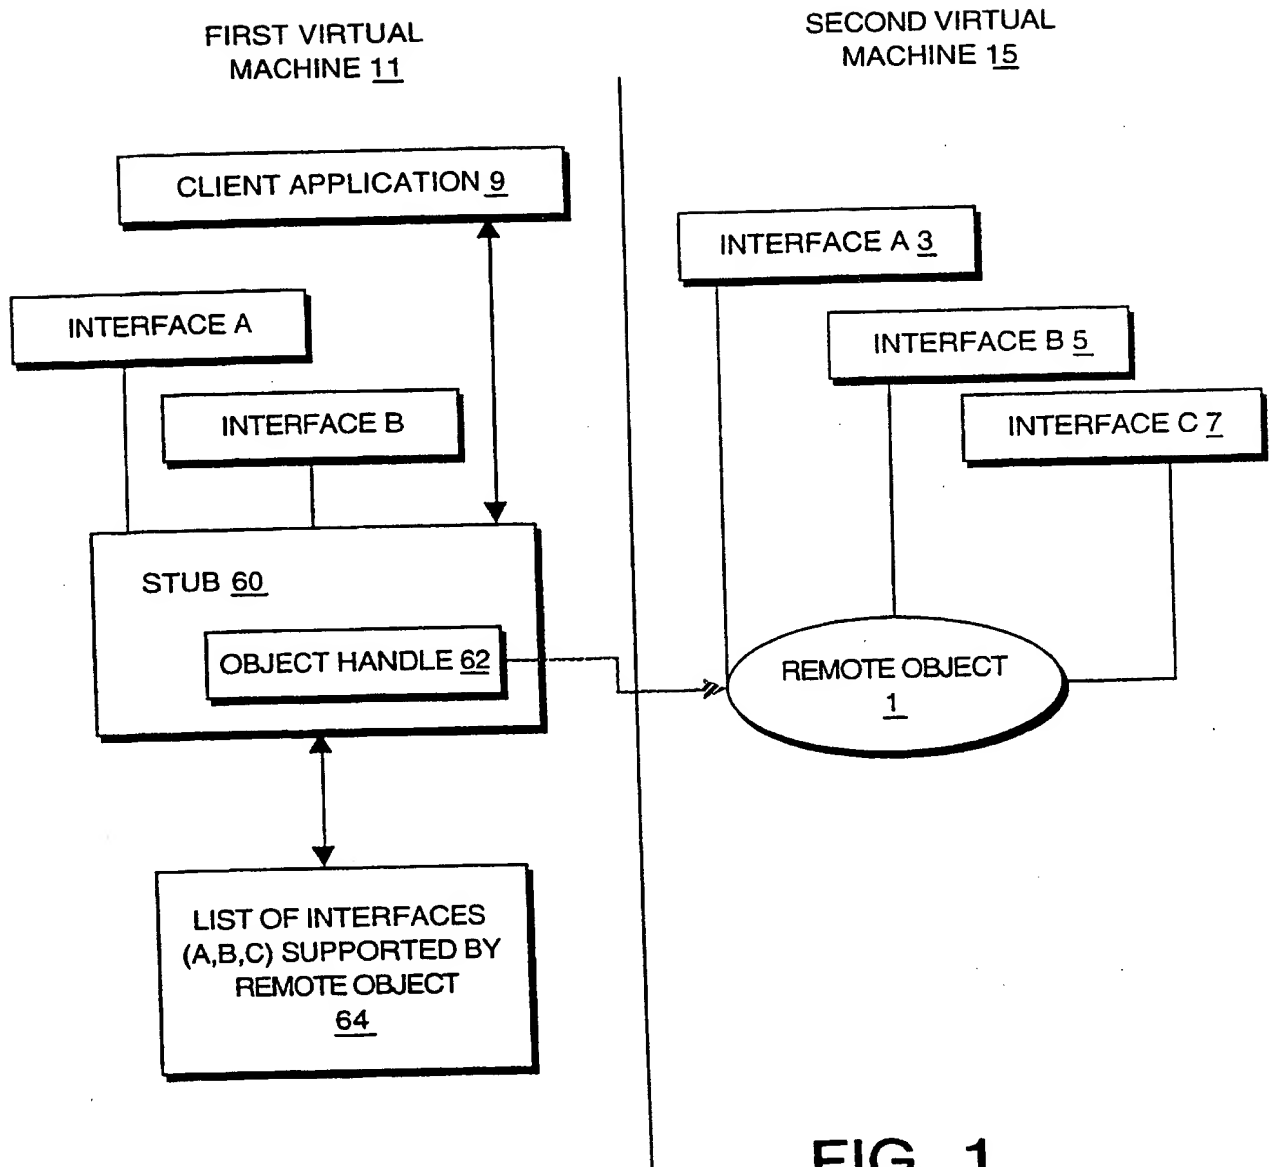 FIRST VIRTUAL
MACHINE 11
SECOND VIRTUAL
MACHINE 15
CLIENT APPLICATION 9
INTERFACE A 3
INTERFACE A
INTERFACE B 5
INTERFACE B
INTERFACE C 7
STUB 60
OBJECT HANDLE 62
REMOTE OBJECT
1
LIST OF INTERFACES
(A,B,C) SUPPORTED BY
REMOTE OBJECT
64
FIG. 1